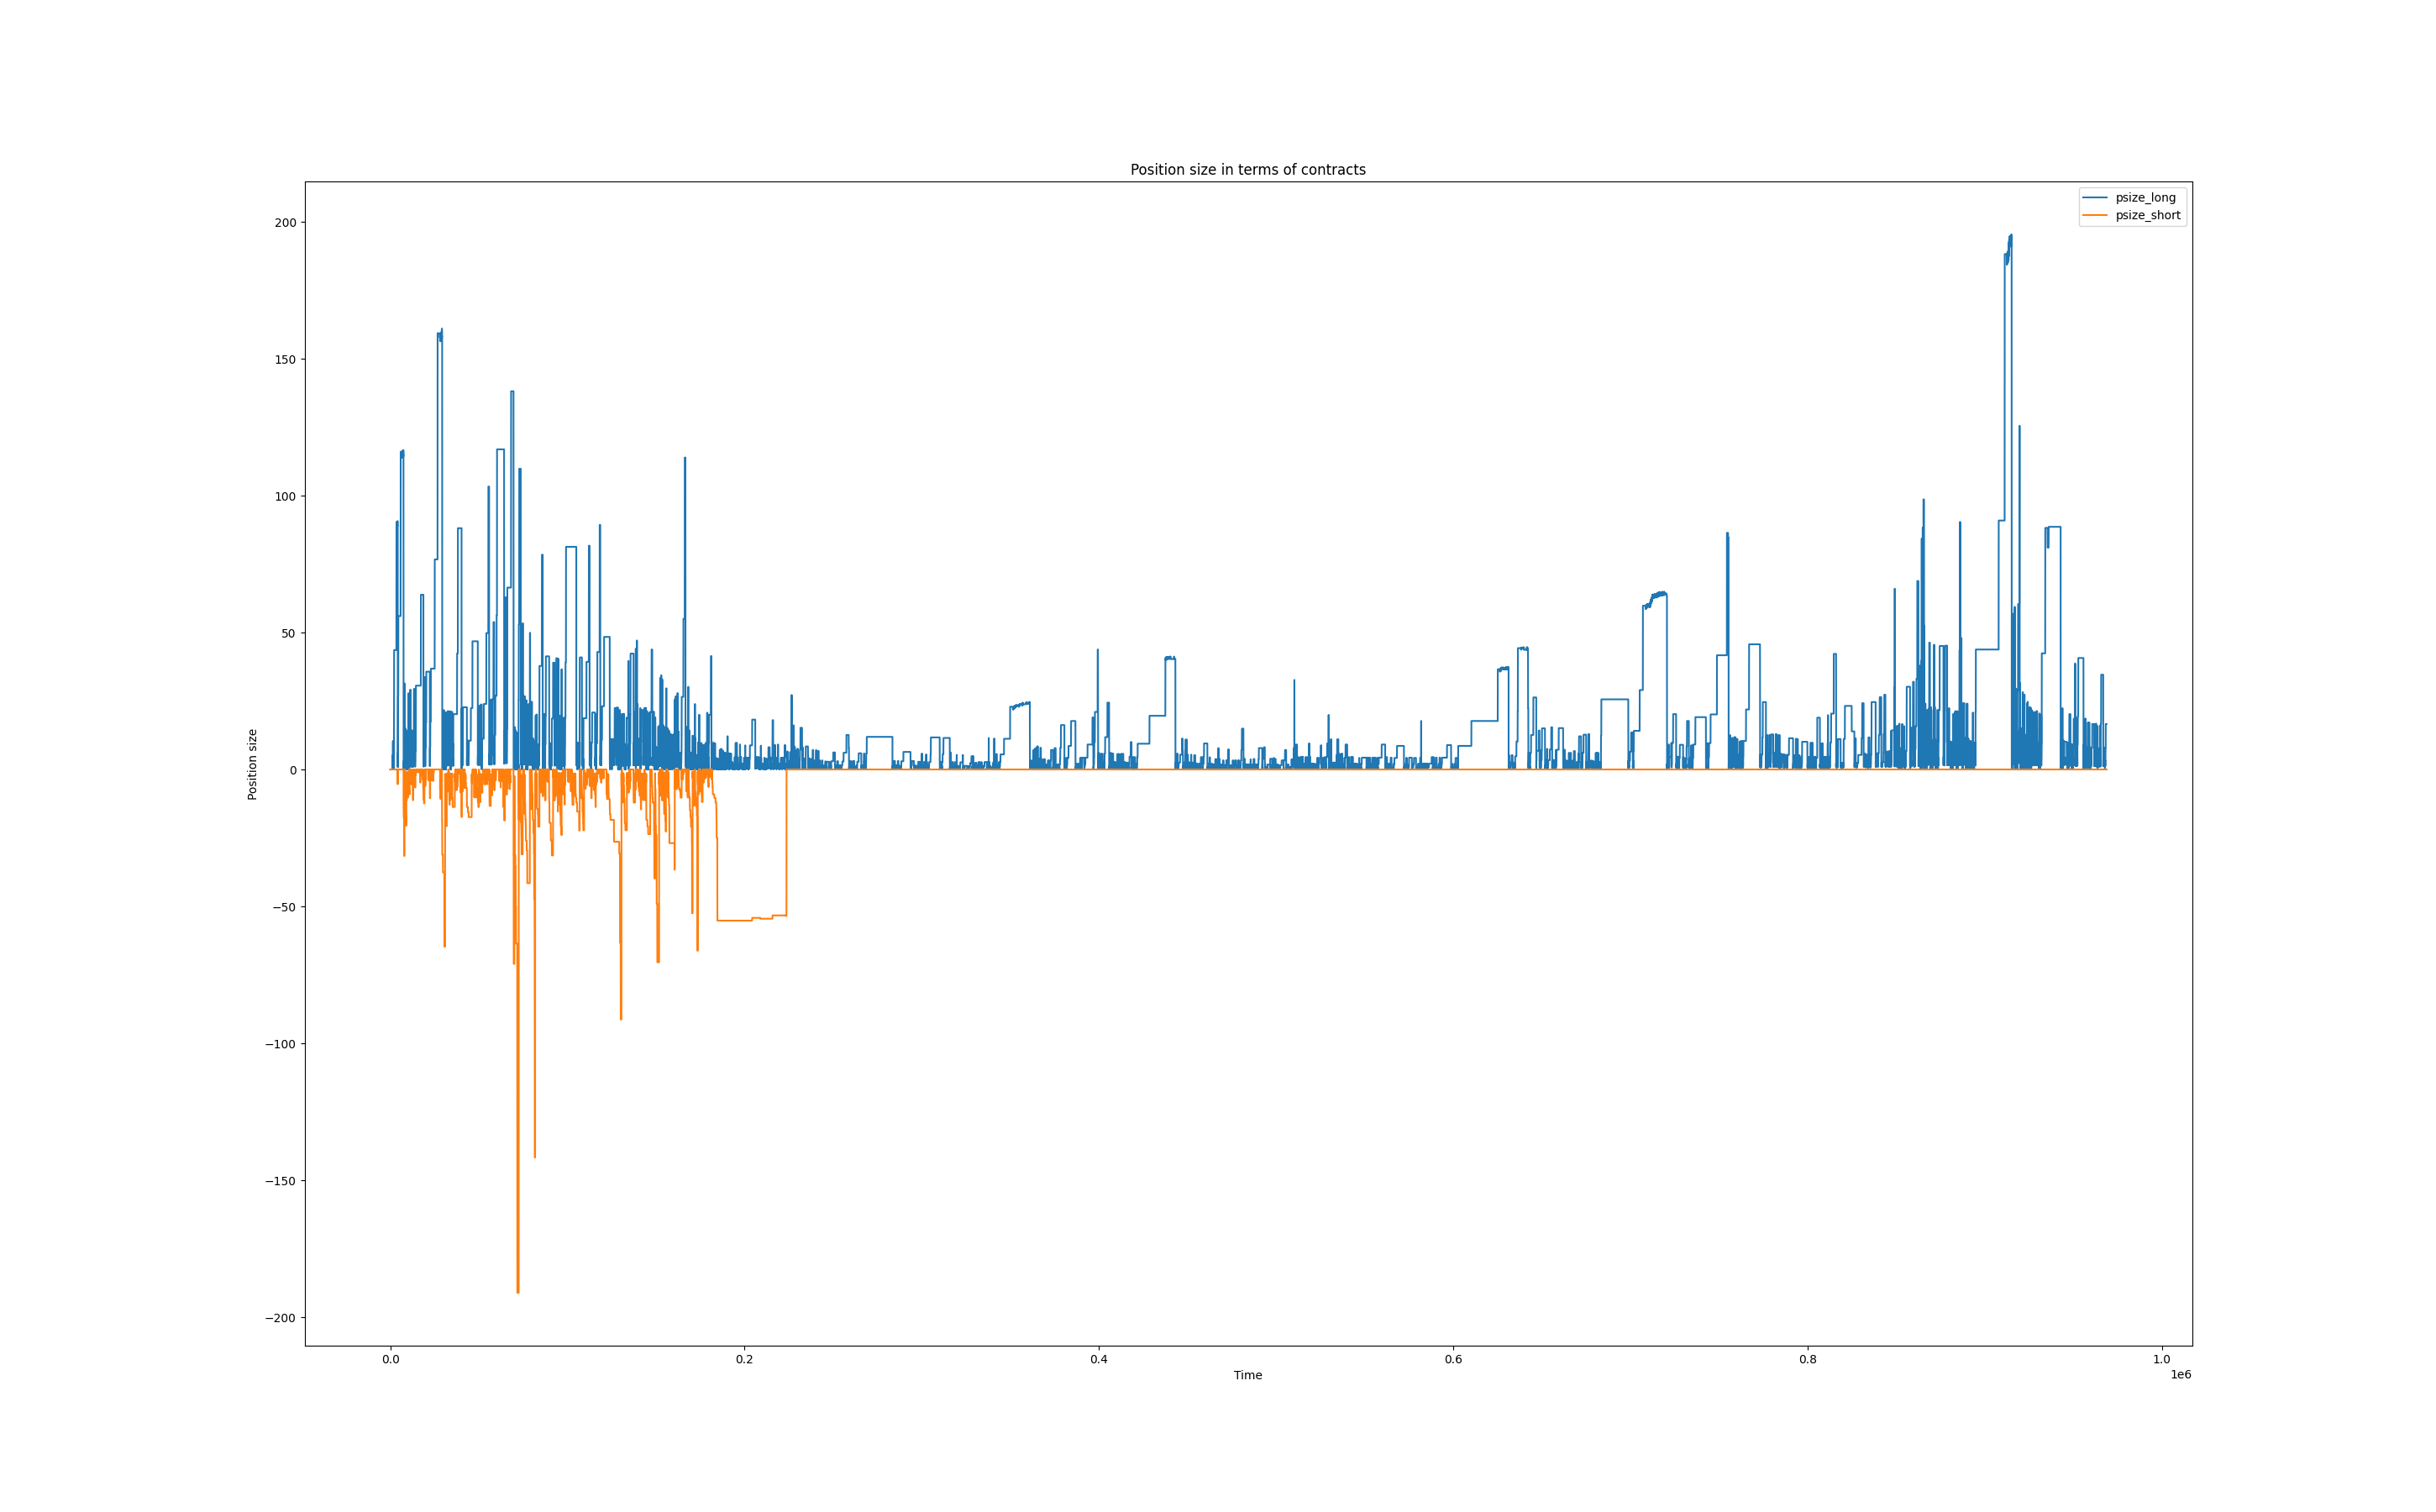 Position size in terms of contracts
psize_long
psize_short
200
150
100
50
0
−50
−100
−150
−200
Position size
0.0
0.2
0.4
0.6
0.8
1.0
Time
1e6